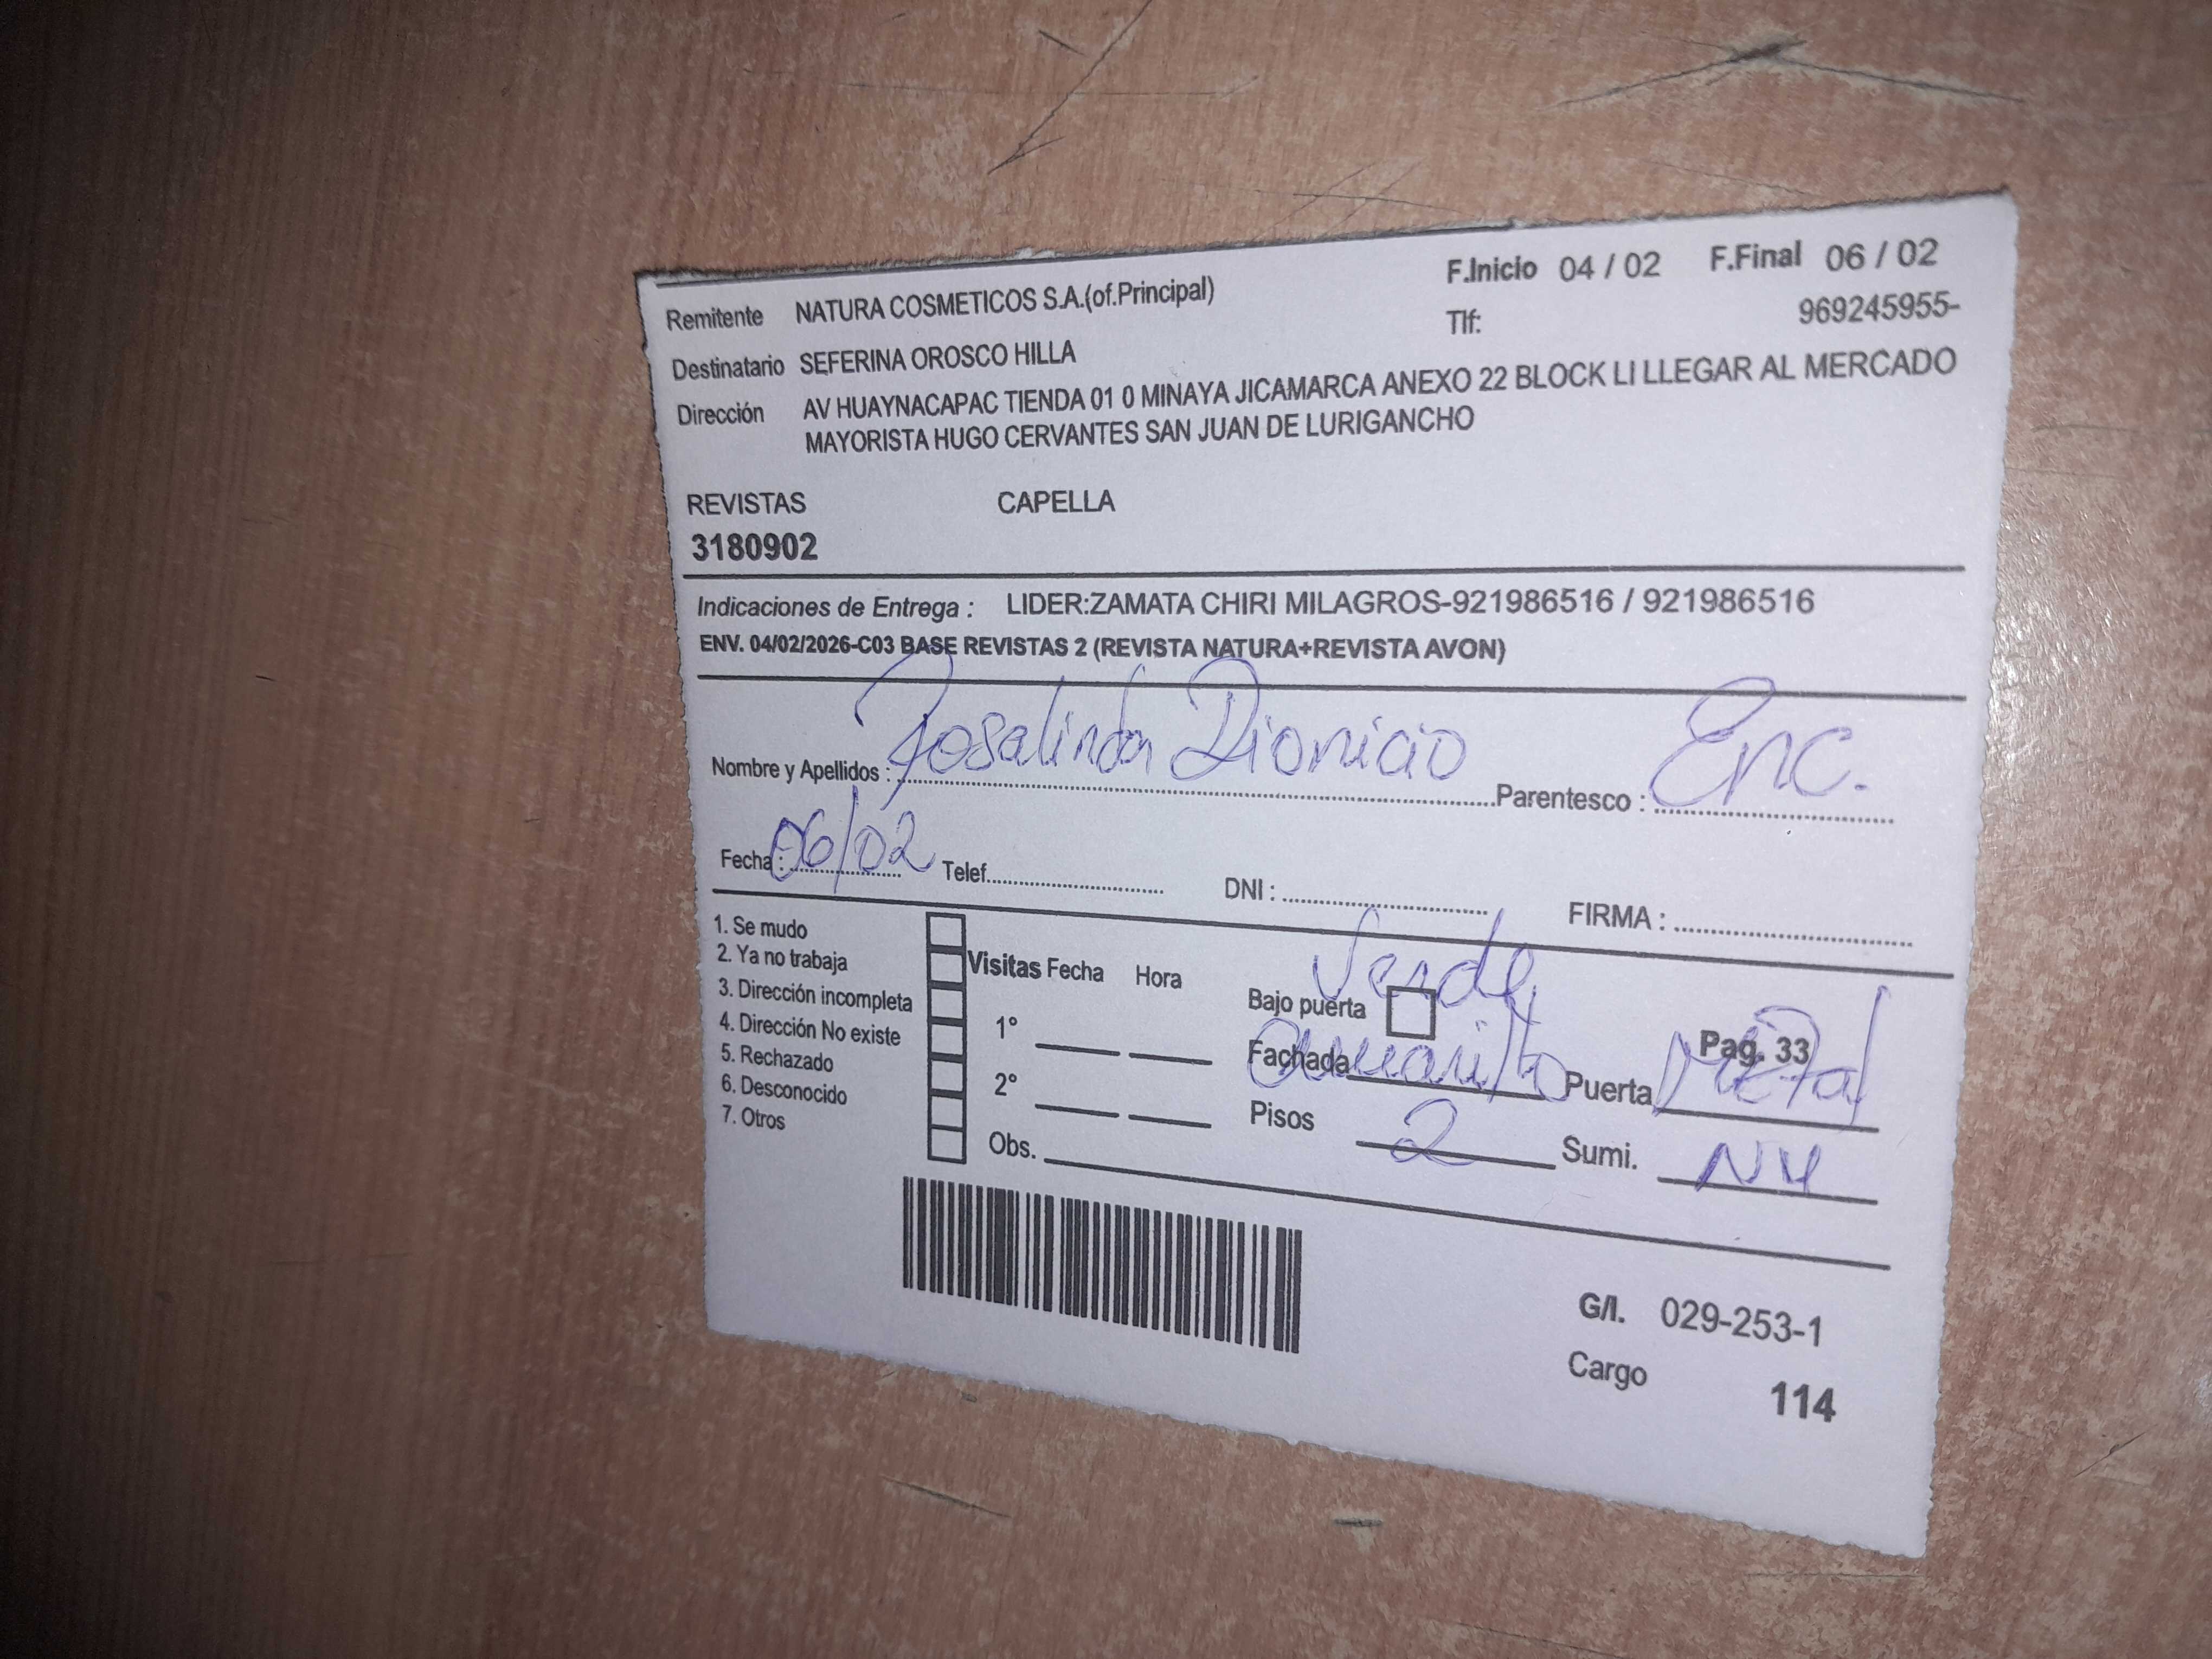 F.Inicio 04 / 02 F.Final 06 / 02
Remitente NATURA COSMETICOS S.A.(of.Principal)
Tlf: 969245955-
Destinatario SEFERINA OROSCO HILLA
Dirección AV HUAYNACAPAC TIENDA 01 0 MINAYA JICAMARCA ANEXO 22 BLOCK LI LLEGAR AL MERCADO
MAYORISTA HUGO CERVANTES SAN JUAN DE LURIGANCHO
REVISTAS CAPELLA
3180902
Indicaciones de Entrega : LIDER:ZAMATA CHIRI MILAGROS-921986516 / 921986516
ENV. 04/02/2026-C03 BASE REVISTAS 2 (REVISTA NATURA+REVISTA AVON)
Nombre y Apellidos : Rosalinda Dionicio Parentesco : Enc.
Fecha : 06/02 Telef. DNI : FIRMA :
1. Se mudo
2. Ya no trabaja
3. Dirección incompleta
4. Dirección No existe
5. Rechazado
6. Desconocido
7. Otros
Visitas Fecha Hora
1°
2°
Obs.
Verde
Bajo puerta
Pag. 33
Fachada Amarillo Puerta Metal
Pisos 2 Sumi. NH
G/I. 029-253-1
Cargo 114